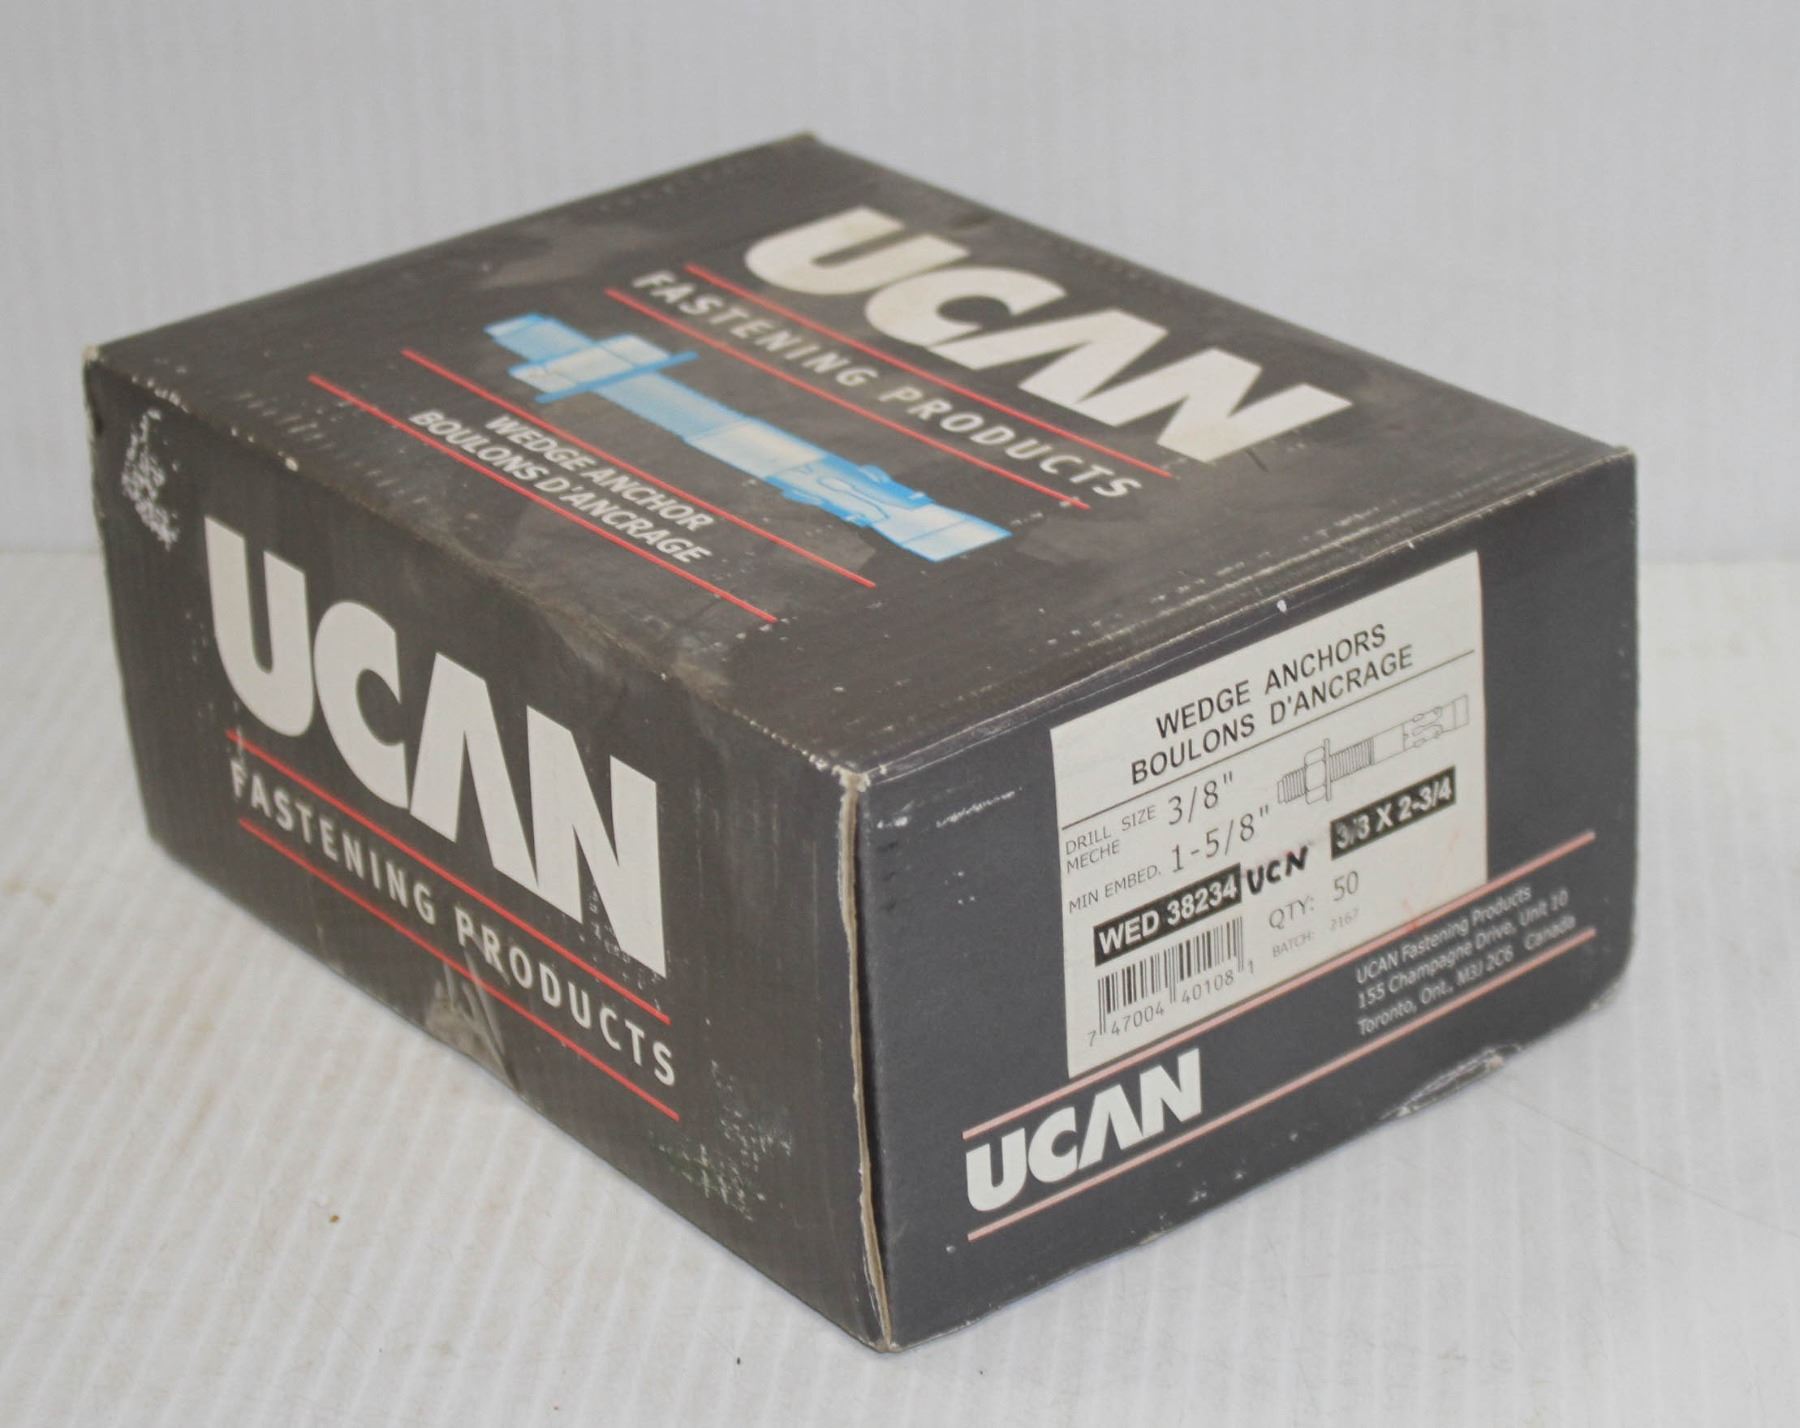 UCAN
FASTENING PRODUCTS
WEDGE ANCHOR
BOULONS D'ANCRAGE
UCAN
FASTENING PRODUCTS
WEDGE ANCHORS
BOULONS D'ANCRAGE
DRILL SIZE 3/8"
MECHE
MIN EMBED. 1-5/8"
WED 38234 UCN 3/8 X 2-3/4
QTY: 50
BATCH: 2167
7 47004 40108 1
UCAN Fastening Products
155 Champagne Drive, Unit 10
Toronto, Ont., M3J 2C6 Canada
UCAN